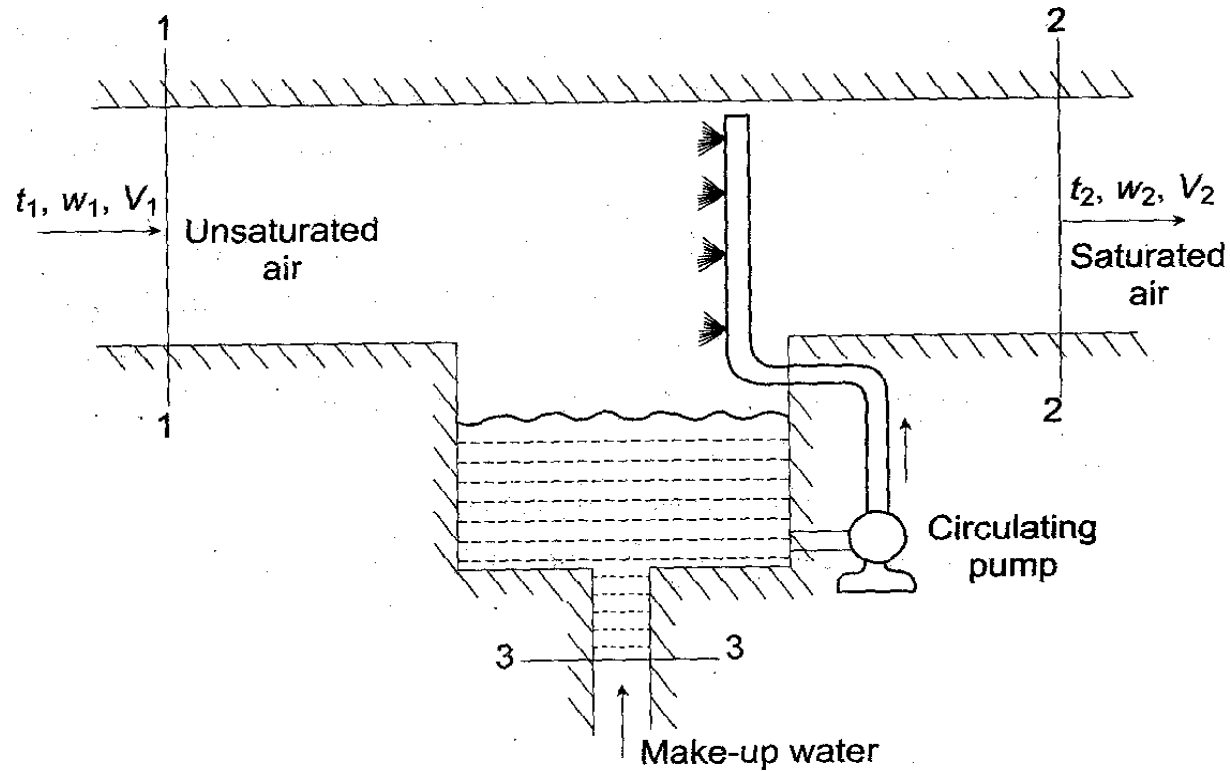 1
2
t₁, w₁, V₁
Unsaturated
air
t₂, w₂, V₂
Saturated
air
1
2
Circulating
pump
3
3
Make-up water